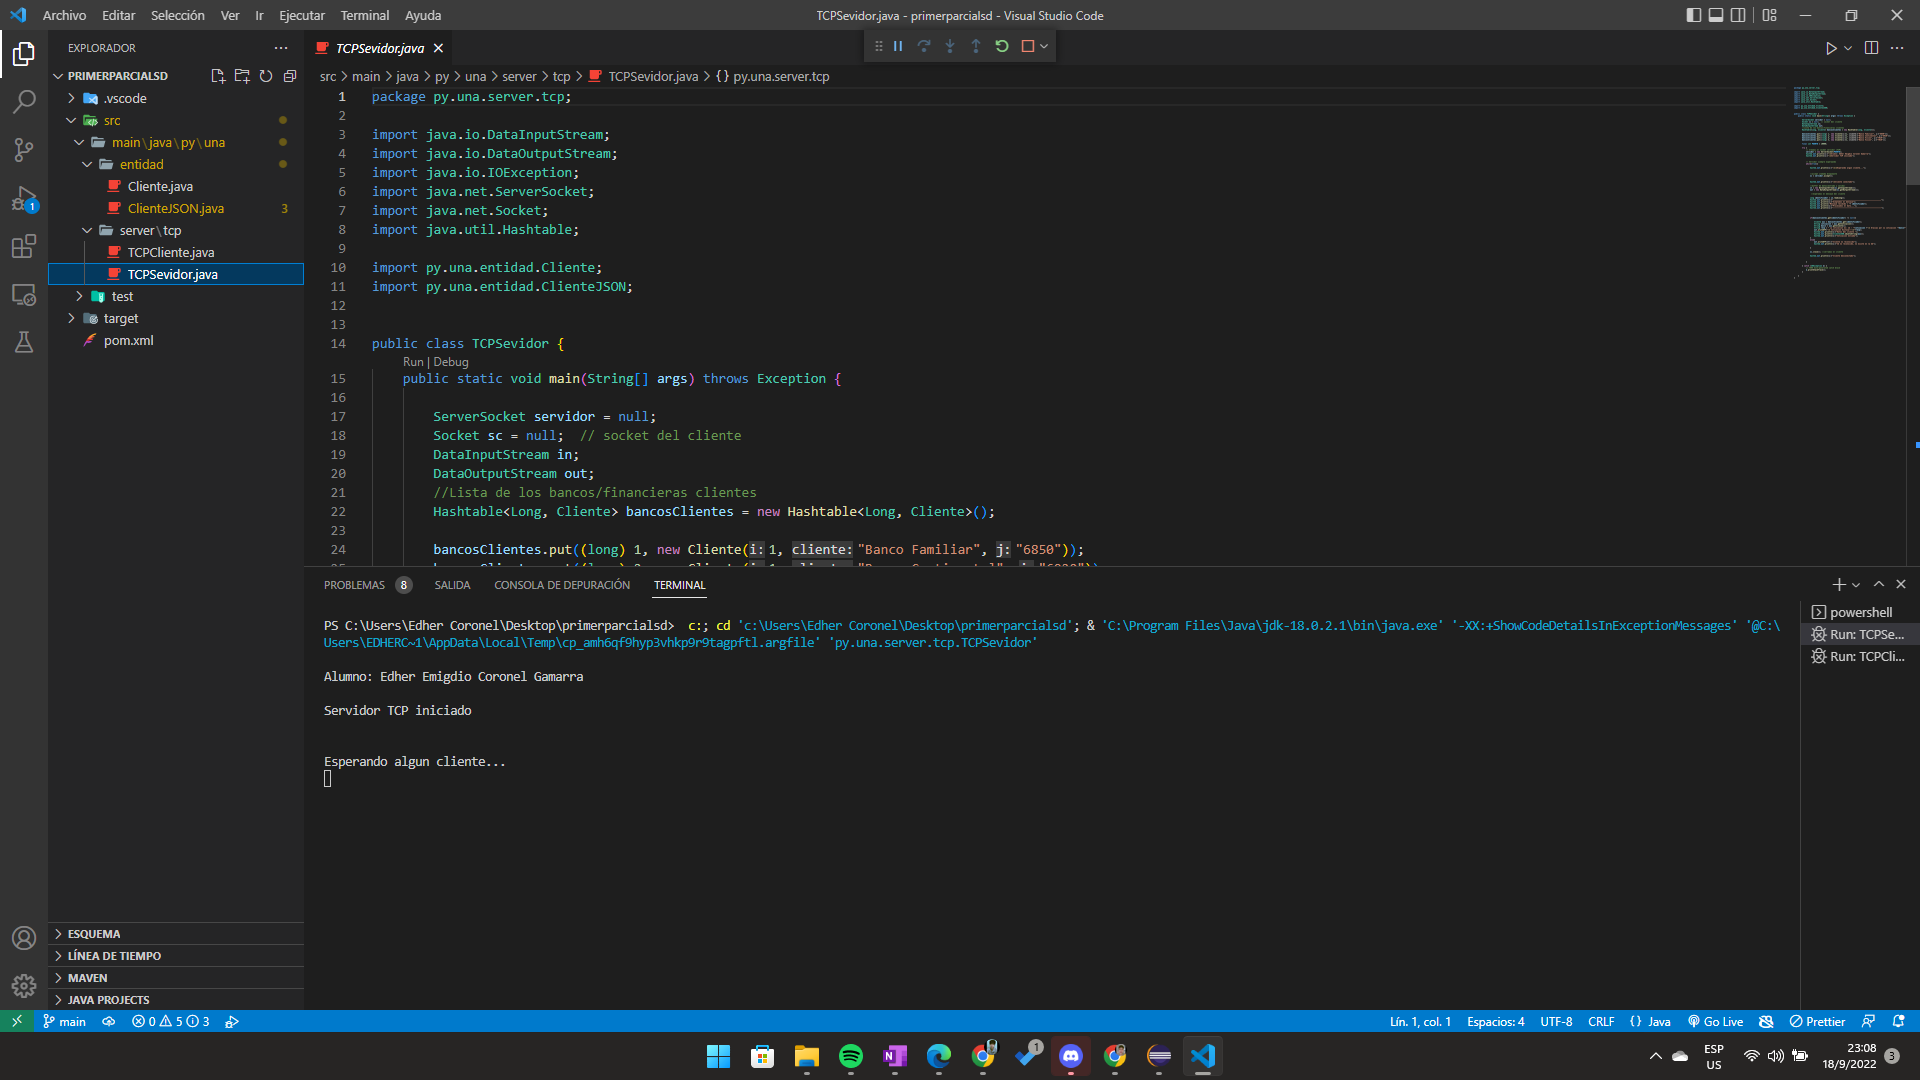 Archivo Editar Selección Ver Ir Ejecutar Terminal Ayuda
TCPSevidor.java - primerparcialsd - Visual Studio Code
EXPLORADOR
PRIMERPARCIALSD
.vscode
src
main\java\py\una
entidad
Cliente.java
ClienteJSON.java 3
server\tcp
TCPCliente.java
TCPSevidor.java
test
target
pom.xml
1
ESQUEMA
LÍNEA DE TIEMPO
MAVEN
JAVA PROJECTS
TCPSevidor.java
src > main > java > py > una > server > tcp > TCPSevidor.java > {} py.una.server.tcp
1 package py.una.server.tcp;
2
3 import java.io.DataInputStream;
4 import java.io.DataOutputStream;
5 import java.io.IOException;
6 import java.net.ServerSocket;
7 import java.net.Socket;
8 import java.util.Hashtable;
9
10 import py.una.entidad.Cliente;
11 import py.una.entidad.ClienteJSON;
12
13
14 public class TCPSevidor {
Run | Debug
15 public static void main(String[] args) throws Exception {
16
17 ServerSocket servidor = null;
18 Socket sc = null; // socket del cliente
19 DataInputStream in;
20 DataOutputStream out;
21 //Lista de los bancos/financieras clientes
22 Hashtable<Long, Cliente> bancosClientes = new Hashtable<Long, Cliente>();
23
24 bancosClientes.put((long) 1, new Cliente(i: 1, cliente: "Banco Familiar", j: "6850"));
PROBLEMAS 8 SALIDA CONSOLA DE DEPURACIÓN TERMINAL
PS C:\Users\Edher Coronel\Desktop\primerparcialsd> c:; cd 'c:\Users\Edher Coronel\Desktop\primerparcialsd'; & 'C:\Program Files\Java\jdk-18.0.2.1\bin\java.exe' '-XX:+ShowCodeDetailsInExceptionMessages' '@C:\
Users\EDHERC~1\AppData\Local\Temp\cp_amh6qf9hyp3vhkp9r9tagpftl.argfile' 'py.una.server.tcp.TCPSevidor'
Alumno: Edher Emigdio Coronel Gamarra
Servidor TCP iniciado
Esperando algun cliente...
powershell
Run: TCPSe...
Run: TCPCli...
main 0 5 3
Lín. 1, col. 1 Espacios: 4 UTF-8 CRLF {} Java Go Live Prettier
1
ESP
US
23:08
18/9/2022
3